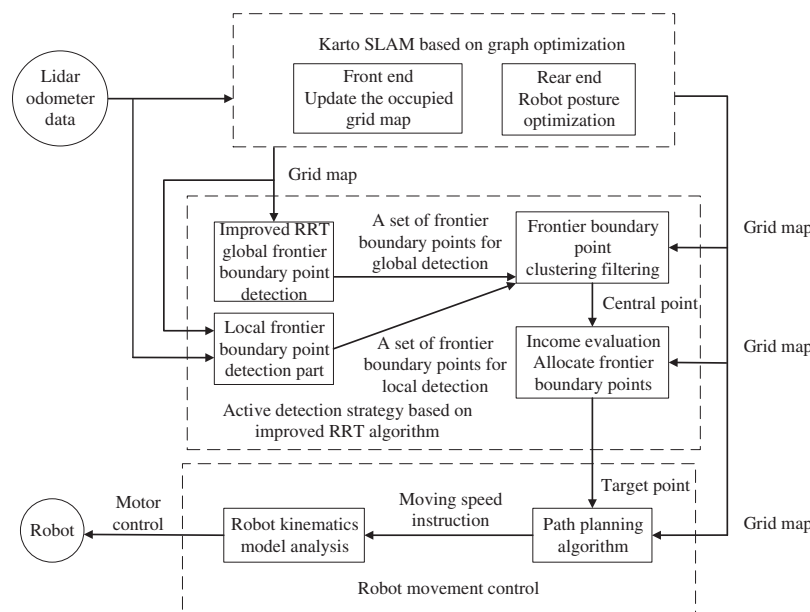 Karto SLAM based on graph optimization
Lidar
odometer
data
Front end
Update the occupied
grid map
Rear end
Robot posture
optimization
Grid map
Improved RRT
global frontier
boundary point
detection
A set of frontier
boundary points for
global detection
Frontier boundary
point
clustering filtering
Grid map
Central point
Local frontier
boundary point
detection part
A set of frontier
boundary points for
local detection
Income evaluation
Allocate frontier
boundary points
Grid map
Active detection strategy based on
improved RRT algorithm
Target point
Robot
Motor
control
Robot kinematics
model analysis
Moving speed
instruction
Path planning
algorithm
Grid map
Robot movement control